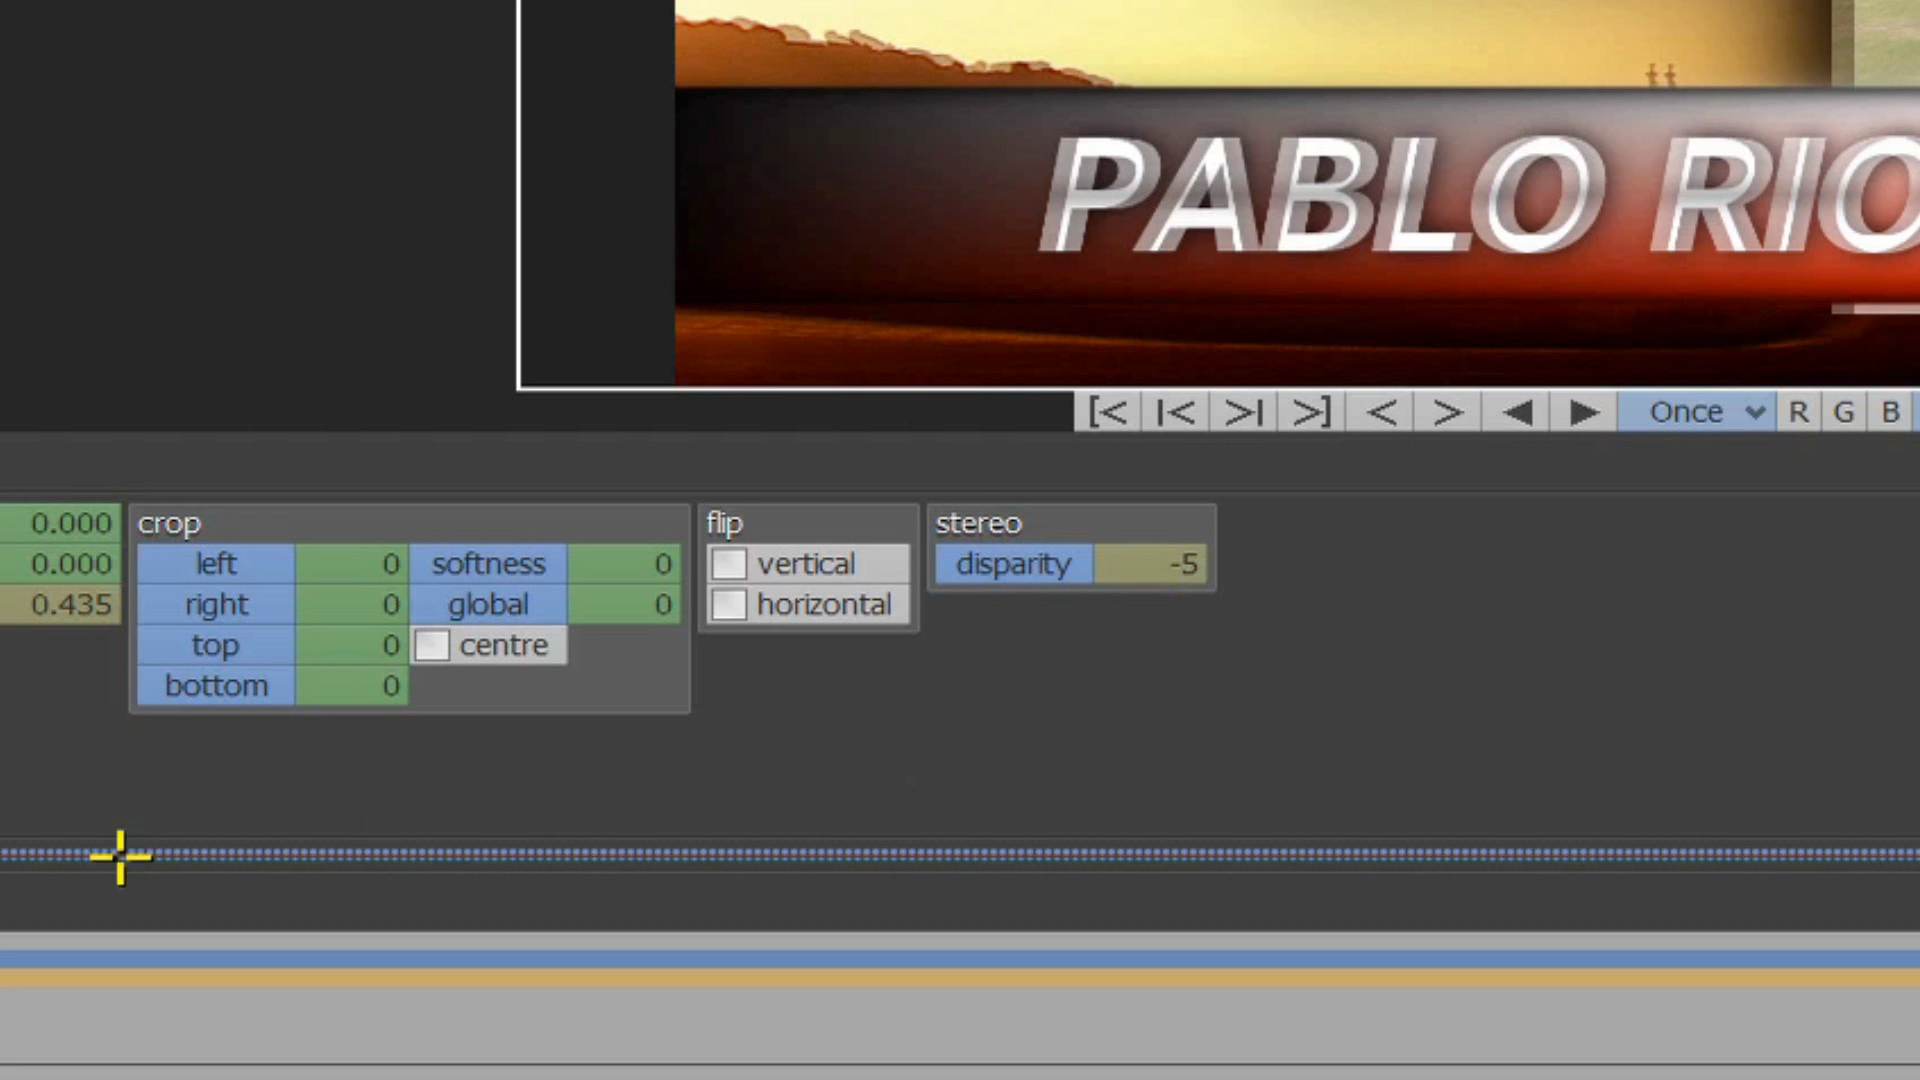 PABLO RIO
[< |< >| >] < > ◀ ▶ Once R G B
0.000 crop flip stereo
0.000 left 0 softness 0 vertical disparity -5
0.435 right 0 global 0 horizontal
top 0 centre
bottom 0